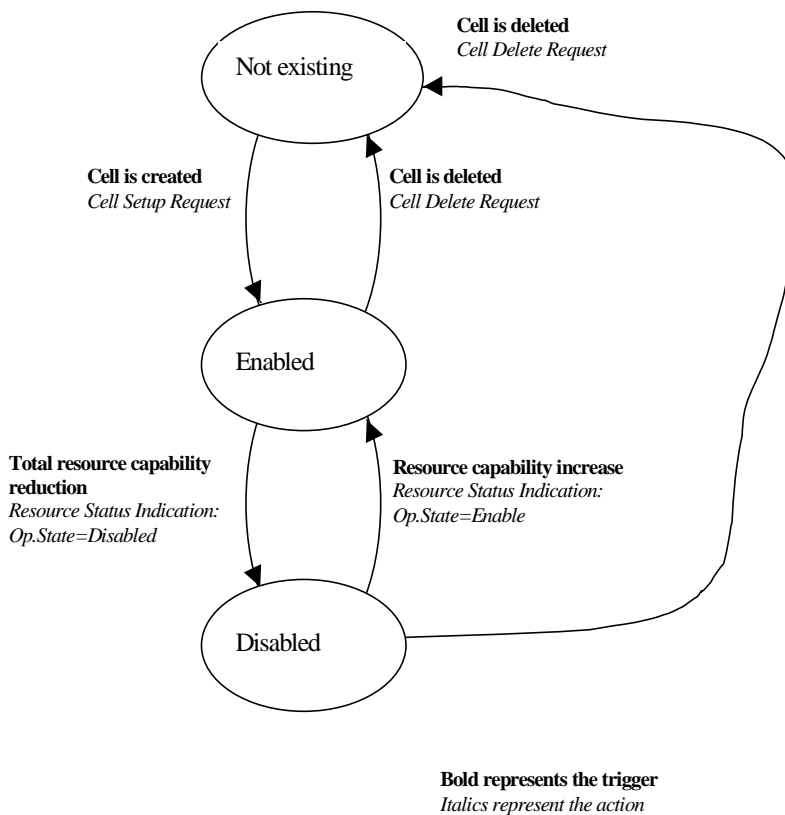 Cell is deleted
Cell Delete Request
Not existing
Cell is created
Cell Setup Request
Cell is deleted
Cell Delete Request
Enabled
Total resource capability
reduction
Resource Status Indication:
Op.State=Disabled
Resource capability increase
Resource Status Indication:
Op.State=Enable
Disabled
Bold represents the trigger
Italics represent the action